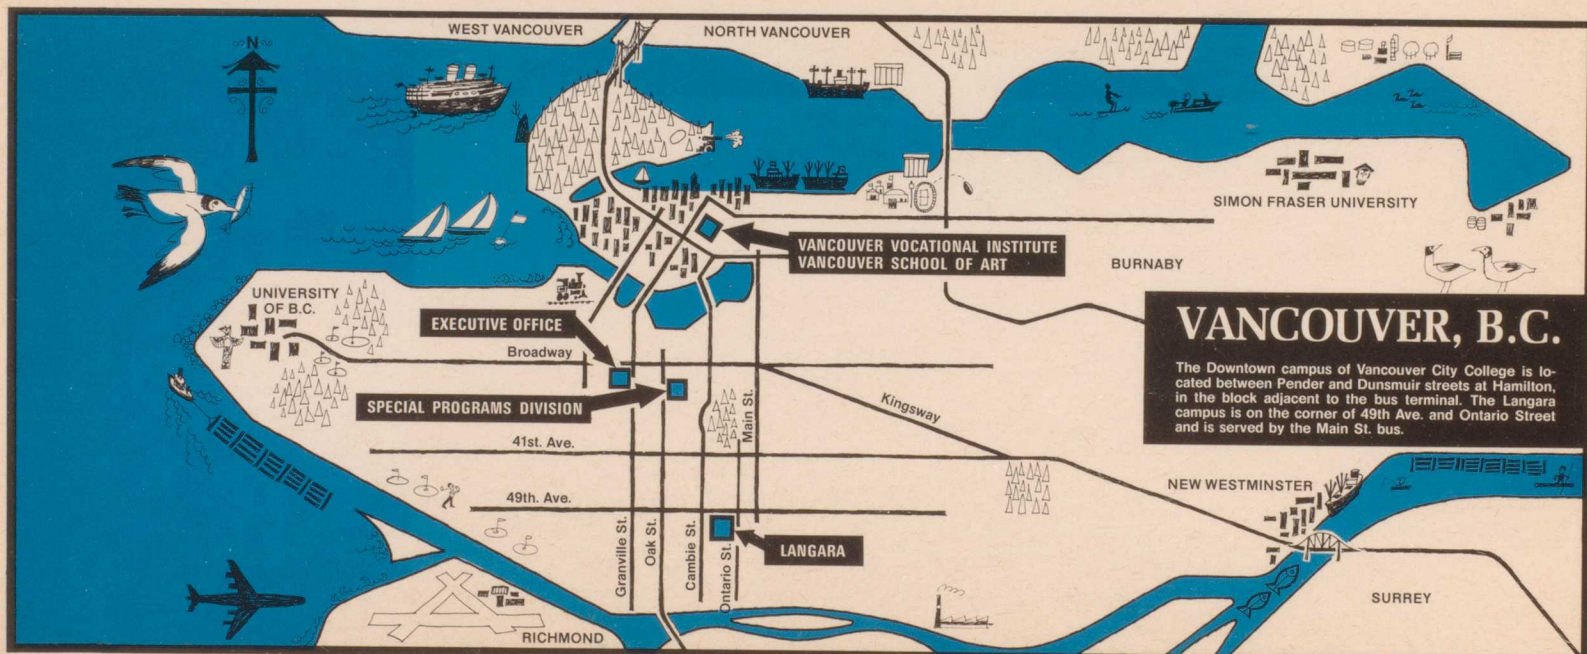 WEST VANCOUVER
NORTH VANCOUVER
N
SIMON FRASER UNIVERSITY
VANCOUVER VOCATIONAL INSTITUTE
VANCOUVER SCHOOL OF ART
BURNABY
UNIVERSITY
OF B.C.
EXECUTIVE OFFICE
Broadway
SPECIAL PROGRAMS DIVISION
VANCOUVER, B.C.
The Downtown campus of Vancouver City College is lo-
cated between Pender and Dunsmuir streets at Hamilton,
in the block adjacent to the bus terminal. The Langara
campus is on the corner of 49th Ave. and Ontario Street
and is served by the Main St. bus.
Kingsway
Main St.
41st. Ave.
49th. Ave.
NEW WESTMINSTER
Granville St.
Oak St.
Cambie St.
Ontario St.
LANGARA
SURREY
RICHMOND
Za
Za
Za